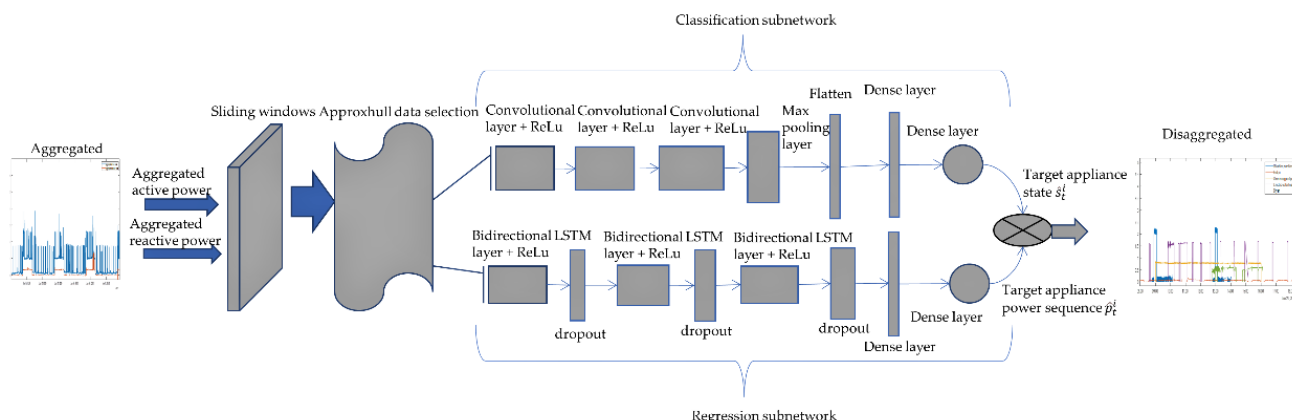 Classification subnetwork
Sliding windows Approxhull data selection
Convolutional
layer + ReLu
Convolutional
layer + ReLu
Convolutional
layer + ReLu
Max
pooling
layer
Flatten
Dense layer
Dense layer
Aggregated
Aggregated
active power
Aggregated
reactive power
Target appliance
state ŝₜⁱ
Disaggregated
Bidirectional LSTM
layer + ReLu
Bidirectional LSTM
layer + ReLu
Bidirectional LSTM
layer + ReLu
dropout
dropout
dropout
Dense layer
Dense layer
Target appliance
power sequence p̂ₜⁱ
Regression subnetwork